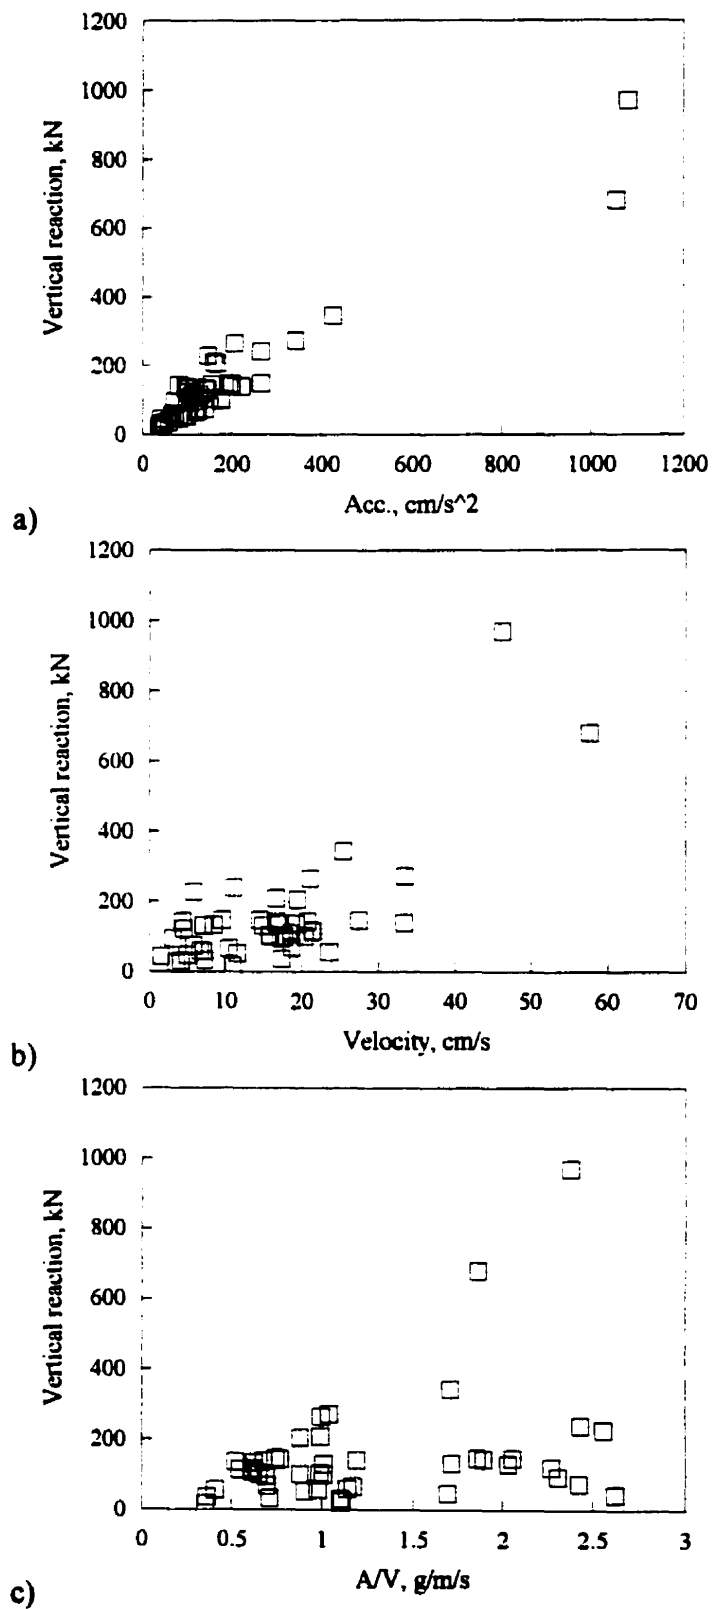 1200
1000
800
600
400
200
0
Vertical reaction, kN
0 200 400 600 800 1000 1200
Acc., cm/s^2
a)
1200
1000
800
600
400
200
0
Vertical reaction, kN
0 10 20 30 40 50 60 70
Velocity, cm/s
b)
1200
1000
800
600
400
200
0
Vertical reaction, kN
0 0.5 1 1.5 2 2.5 3
A/V, g/m/s
c)